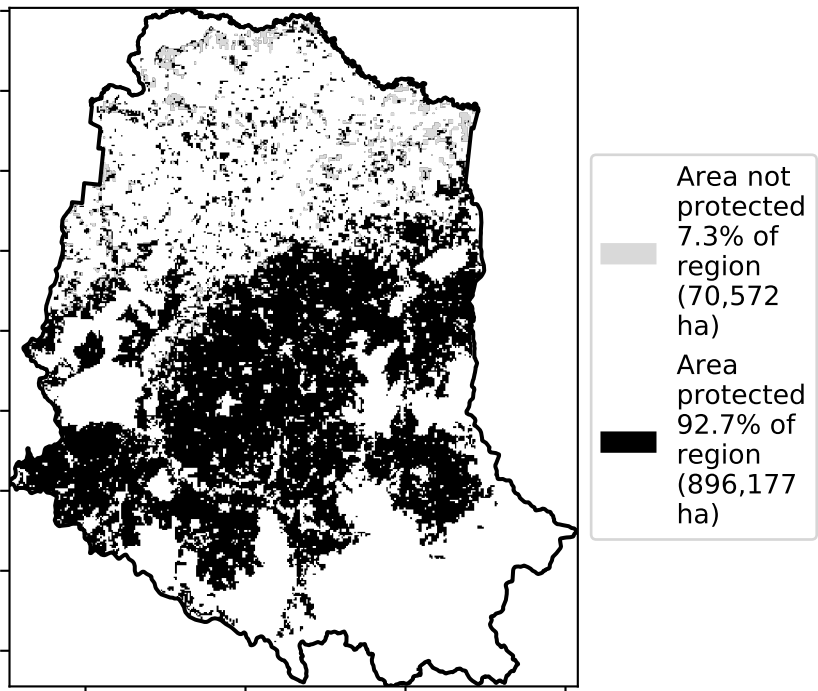 Area not
protected
7.3% of
region
(70,572
ha)
Area
protected
92.7% of
region
(896,177
ha)